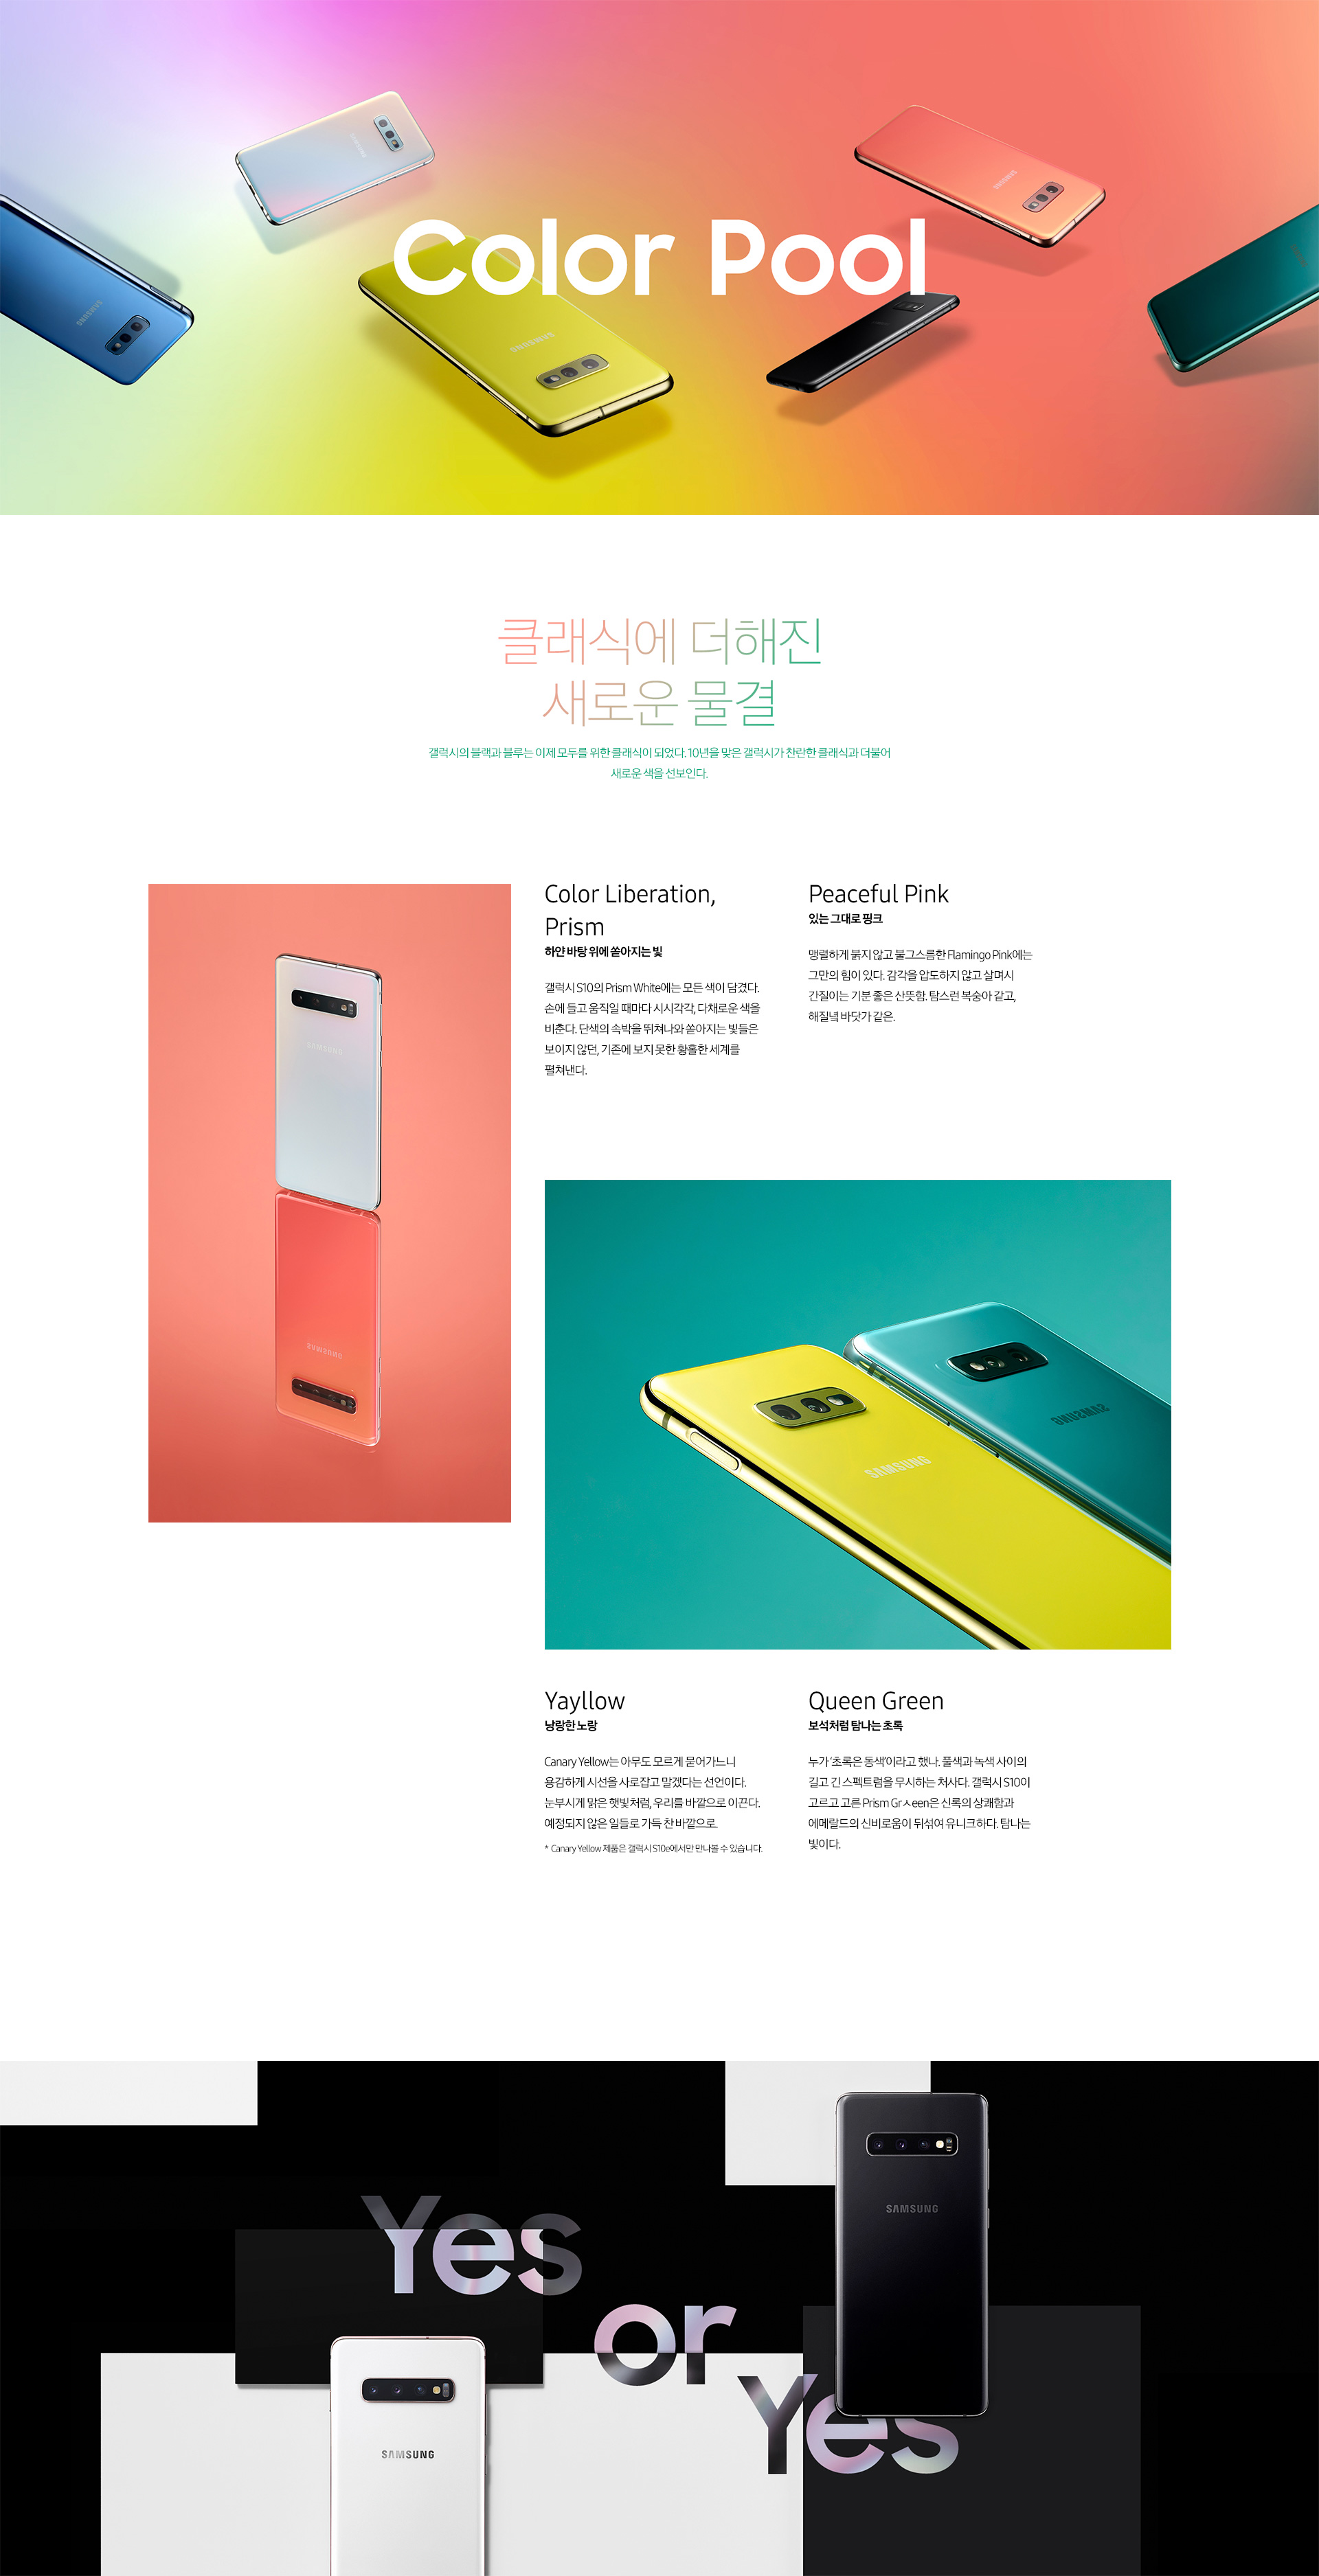 Color Pool
SAMSUNG
SAMSUNG
SAMSUNG
SAMSUNG
클래식에 더해진
새로운 물결
갤럭시의 블랙과 블루는 이제 모두를 위한 클래식이 되었다. 10년을 맞은 갤럭시가 찬란한 클래식과 더불어
새로운 색을 선보인다.
Color Liberation,
Prism
하얀 바탕 위에 쏟아지는 빛
갤럭시 S10의 Prism White에는 모든 색이 담겼다.
손에 들고 움직일 때마다 시시각각, 다채로운 색을
비춘다. 단색의 속박을 뛰쳐나와 쏟아지는 빛들은
보이지 않던, 기존에 보지 못한 황홀한 세계를
펼쳐낸다.
Peaceful Pink
있는 그대로 핑크
맹렬하게 붉지 않고 불그스름한 Flamingo Pink에는
그만의 힘이 있다. 감각을 압도하지 않고 살며시
간질이는 기분 좋은 산뜻함. 탐스런 복숭아 같고,
해질녘 바닷가 같은.
SAMSUNG
SAMSUNG
SAMSUNG
SAMSUNG
Yayllow
낭랑한 노랑
Canary Yellow는 아무도 모르게 묻어가느니
용감하게 시선을 사로잡고 말겠다는 선언이다.
눈부시게 맑은 햇빛처럼, 우리를 바깥으로 이끈다.
예정되지 않은 일들로 가득 찬 바깥으로.
* Canary Yellow 제품은 갤럭시 S10e에서만 만나볼 수 있습니다.
Queen Green
보석처럼 탐나는 초록
누가 ‘초록은 동색’이라고 했나. 풀색과 녹색 사이의
길고 긴 스펙트럼을 무시하는 처사다. 갤럭시 S10이
고르고 고른 Prism Grㅅeen은 신록의 상쾌함과
에메랄드의 신비로움이 뒤섞여 유니크하다. 탐나는
빛이다.
Yes
or
Yes
SAMSUNG
SAMSUNG